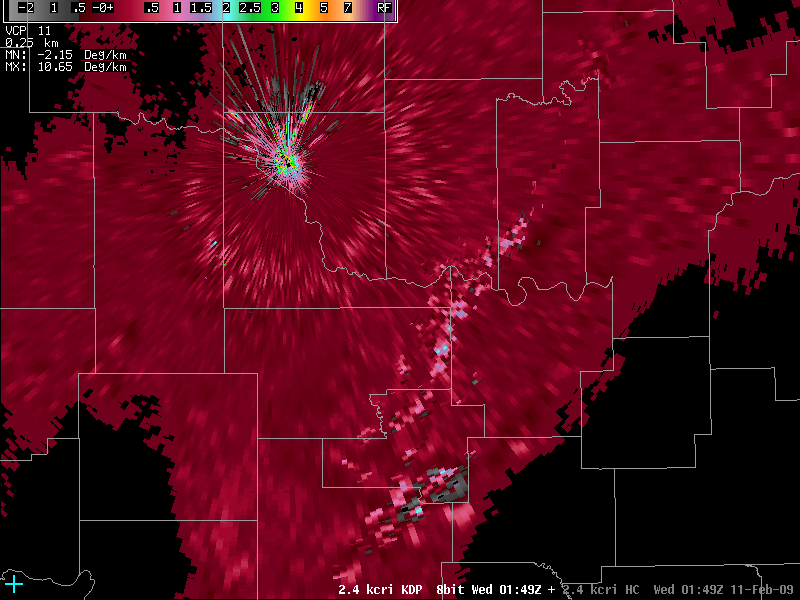 -2 1 .5 -0+ .5 1 1.5 2 2.5 3 4 5 7 RF
VCP 11
0.25 km
MN: -2.15 Deg/km
MX: 10.65 Deg/km
2.4 kcri KDP 8bit Wed 01:49Z + 2.4 kcri HC Wed 01:49Z 11-Feb-09